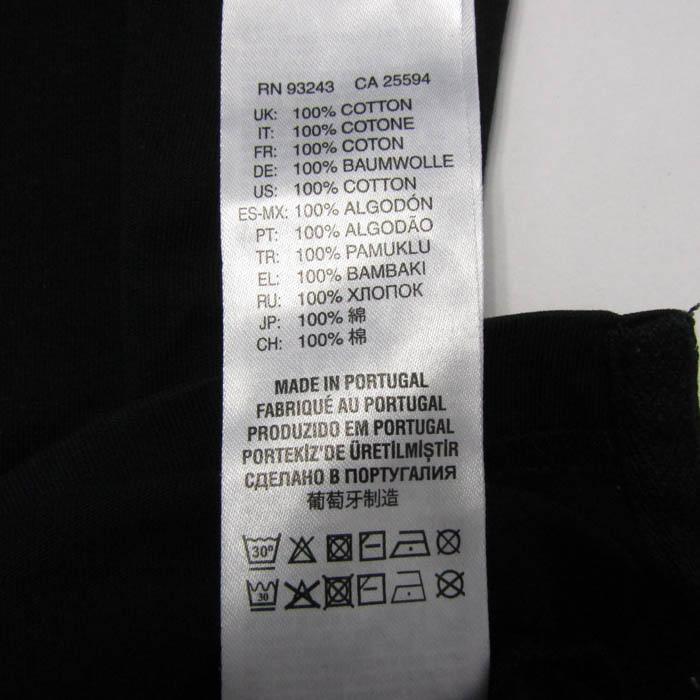 RN 93243 CA 25594
UK: 100% COTTON
IT: 100% COTONE
FR: 100% COTON
DE: 100% BAUMWOLLE
US: 100% COTTON
ES-MX: 100% ALGODÓN
PT: 100% ALGODÃO
TR: 100% PAMUKLU
EL: 100% BAMBAKI
RU: 100% ХЛОПОК
JP: 100% 綿
CH: 100% 棉
MADE IN PORTUGAL
FABRIQUÉ AU PORTUGAL
PRODUZIDO EM PORTUGAL
PORTEKİZ'DE ÜRETİLMİŞTİR
СДЕЛАНО В ПОРТУГАЛИЯ
葡萄牙制造
30°
30